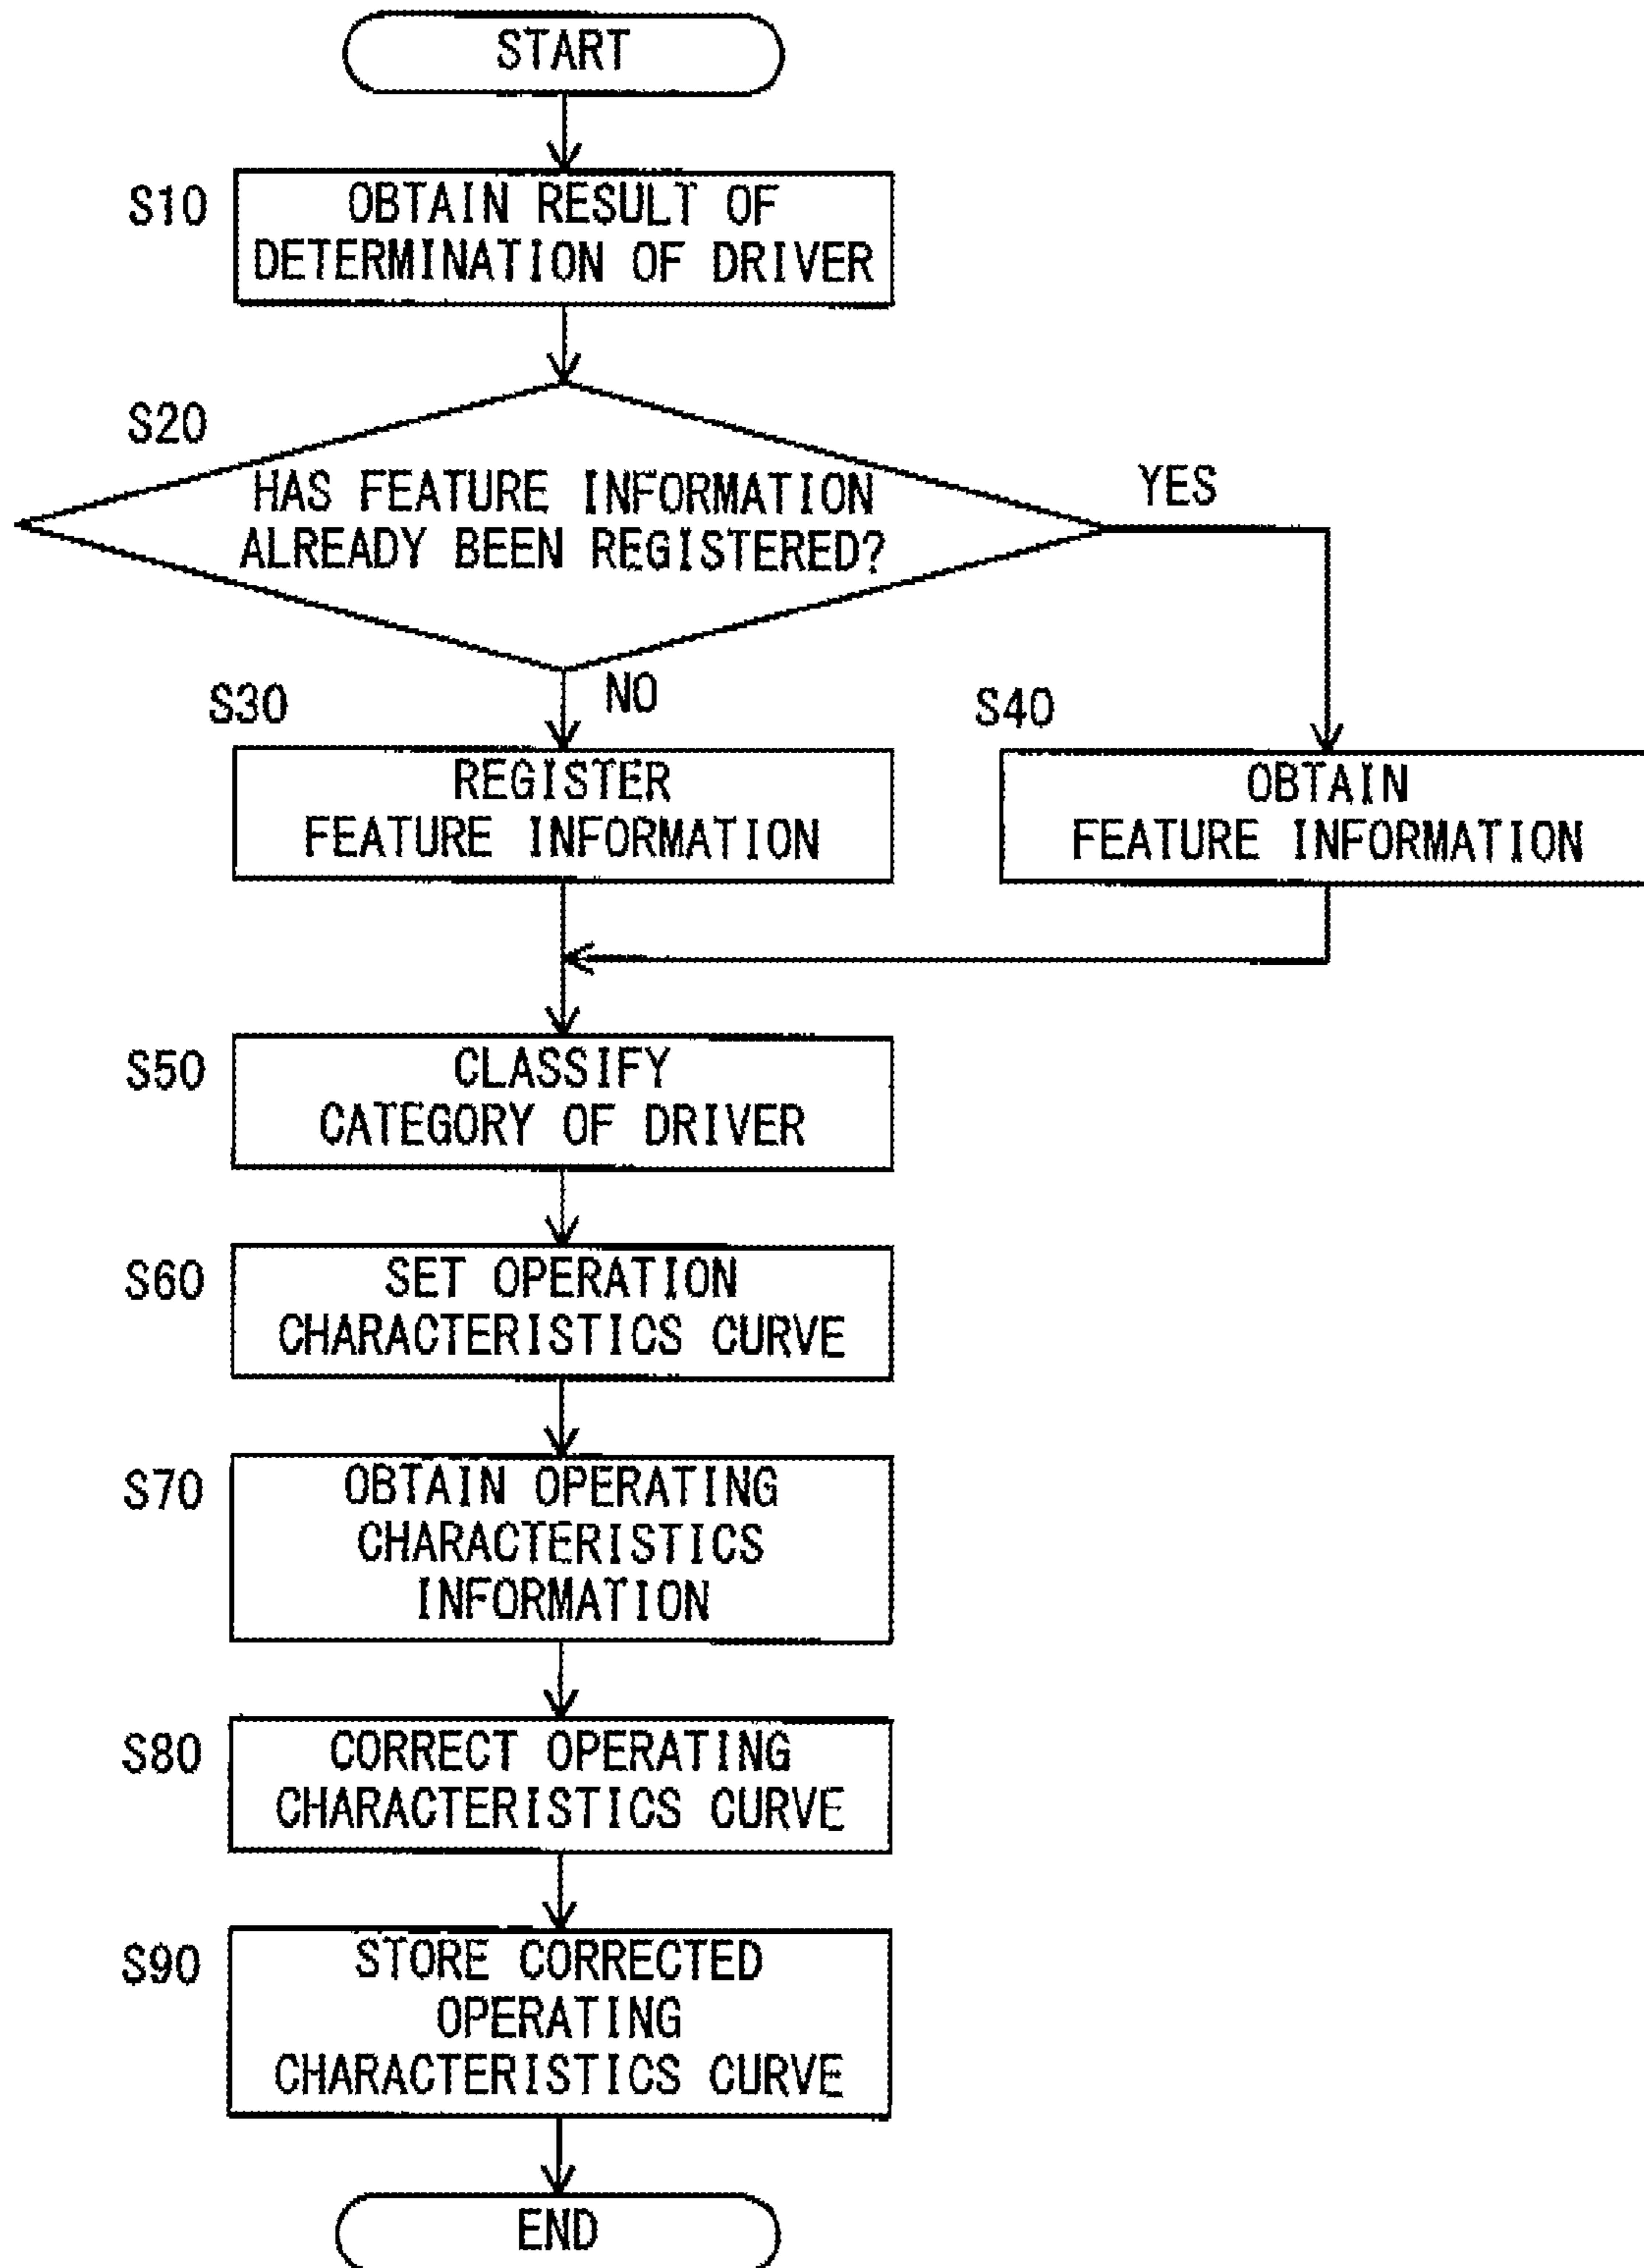 START
S10
OBTAIN RESULT OF
DETERMINATION OF DRIVER
S20
HAS FEATURE INFORMATION
ALREADY BEEN REGISTERED?
YES
NO
S30
REGISTER
FEATURE INFORMATION
S40
OBTAIN
FEATURE INFORMATION
S50
CLASSIFY
CATEGORY OF DRIVER
S60
SET OPERATION
CHARACTERISTICS CURVE
S70
OBTAIN OPERATING
CHARACTERISTICS
INFORMATION
S80
CORRECT OPERATING
CHARACTERISTICS CURVE
S90
STORE CORRECTED
OPERATING
CHARACTERISTICS CURVE
END